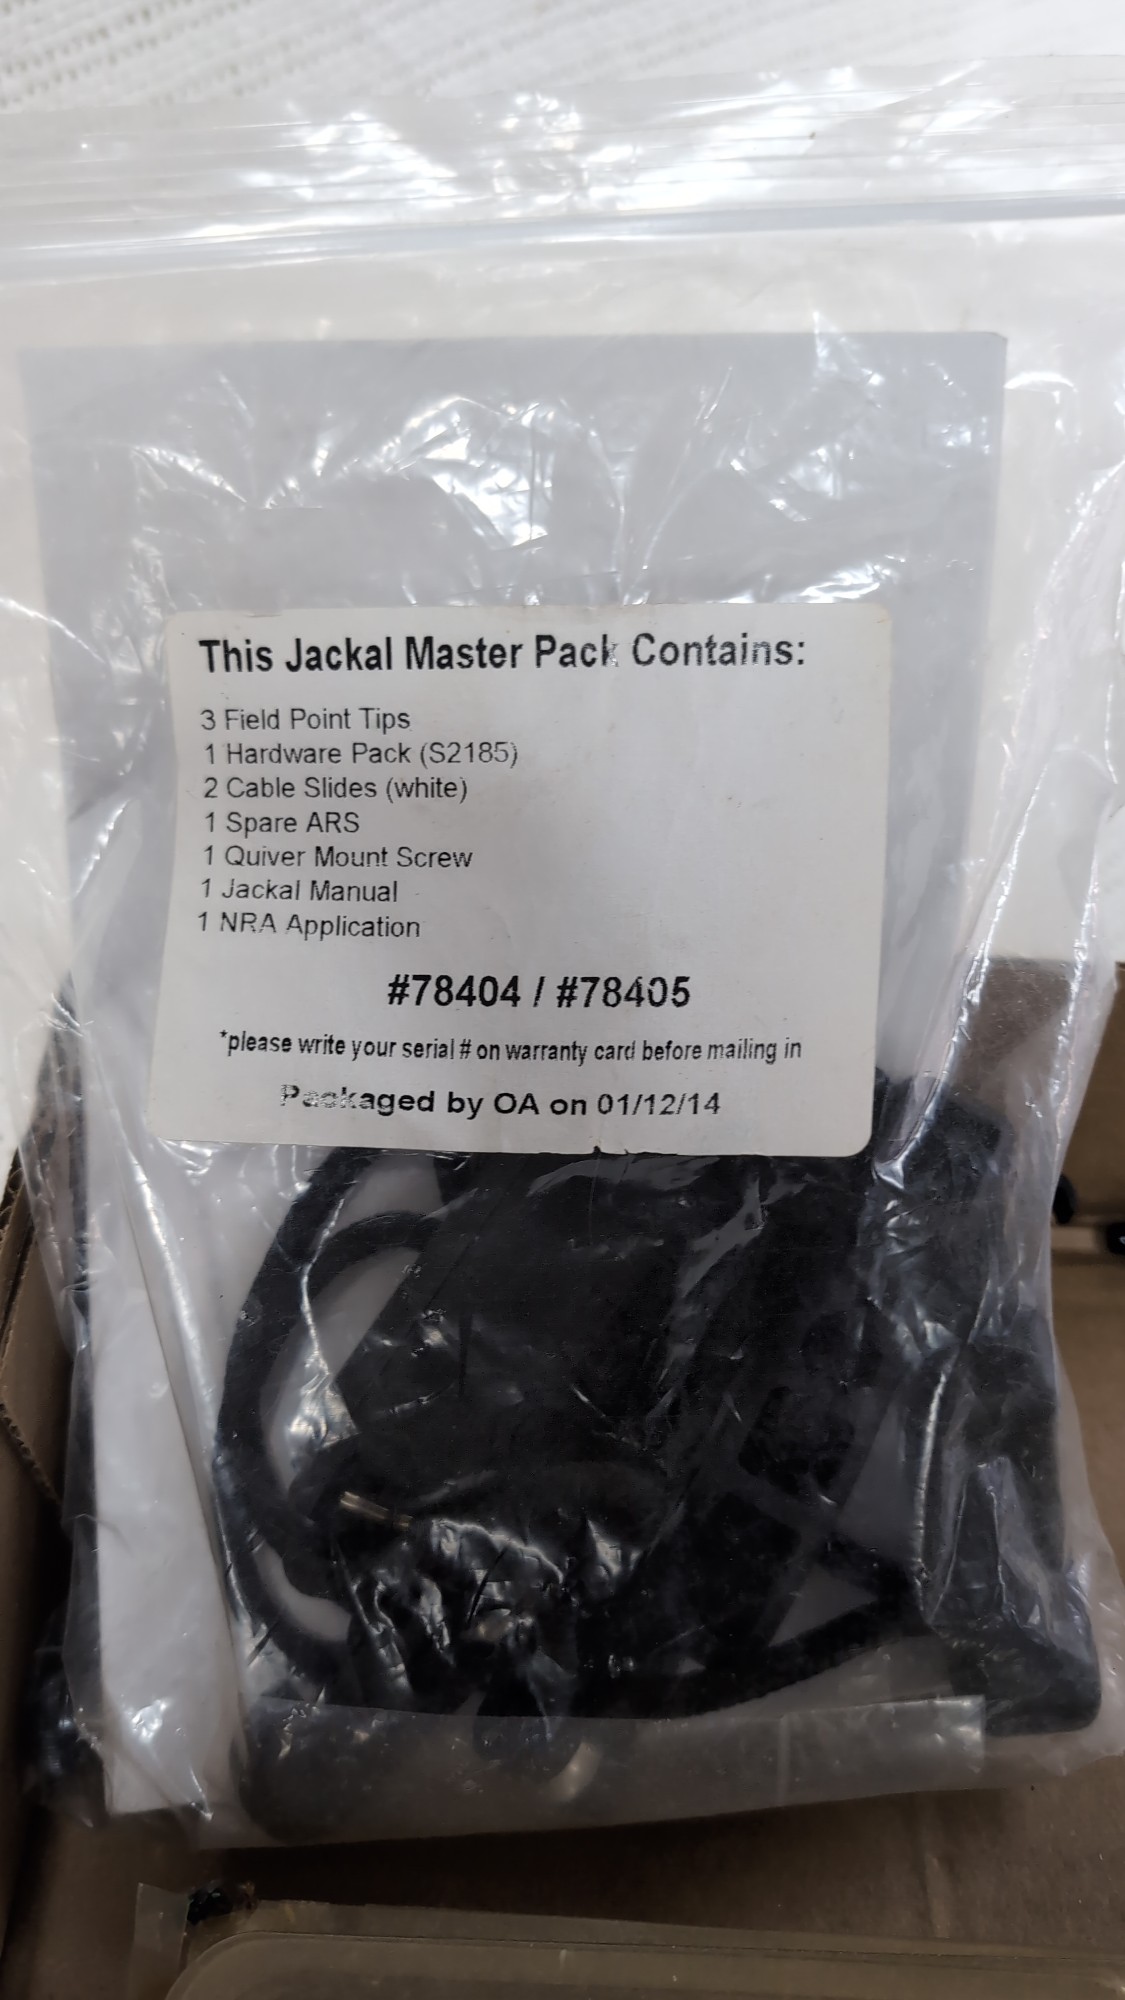 This Jackal Master Pack Contains:
3 Field Point Tips
1 Hardware Pack (S2185)
2 Cable Slides (white)
1 Spare ARS
1 Quiver Mount Screw
1 Jackal Manual
1 NRA Application
#78404 / #78405
*please write your serial # on warranty card before mailing in
Packaged by OA on 01/12/14